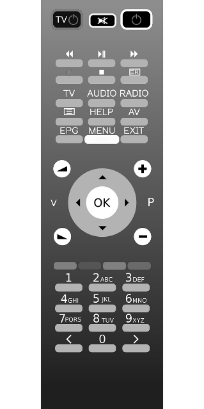 TV
TV AUDIO RADIO
HELP AV
EPG MENU EXIT
V OK P
1 2ABC 3DEF
4GHI 5JKL 6MNO
7PQRS 8TUV 9XYZ
< 0 >